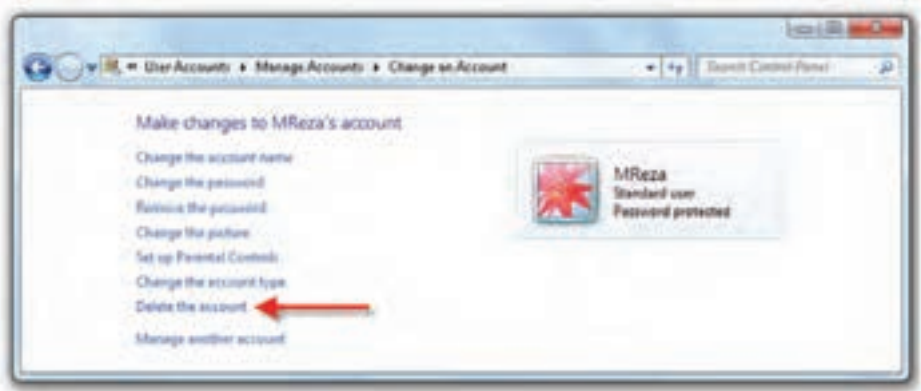 « User Accounts ▸ Manage Accounts ▸ Change an Account
Search Control Panel
Make changes to MReza's account
Change the account name
Change the password
Remove the password
Change the picture
Set up Parental Controls
Change the account type
Delete the account
Manage another account
MReza
Standard user
Password protected